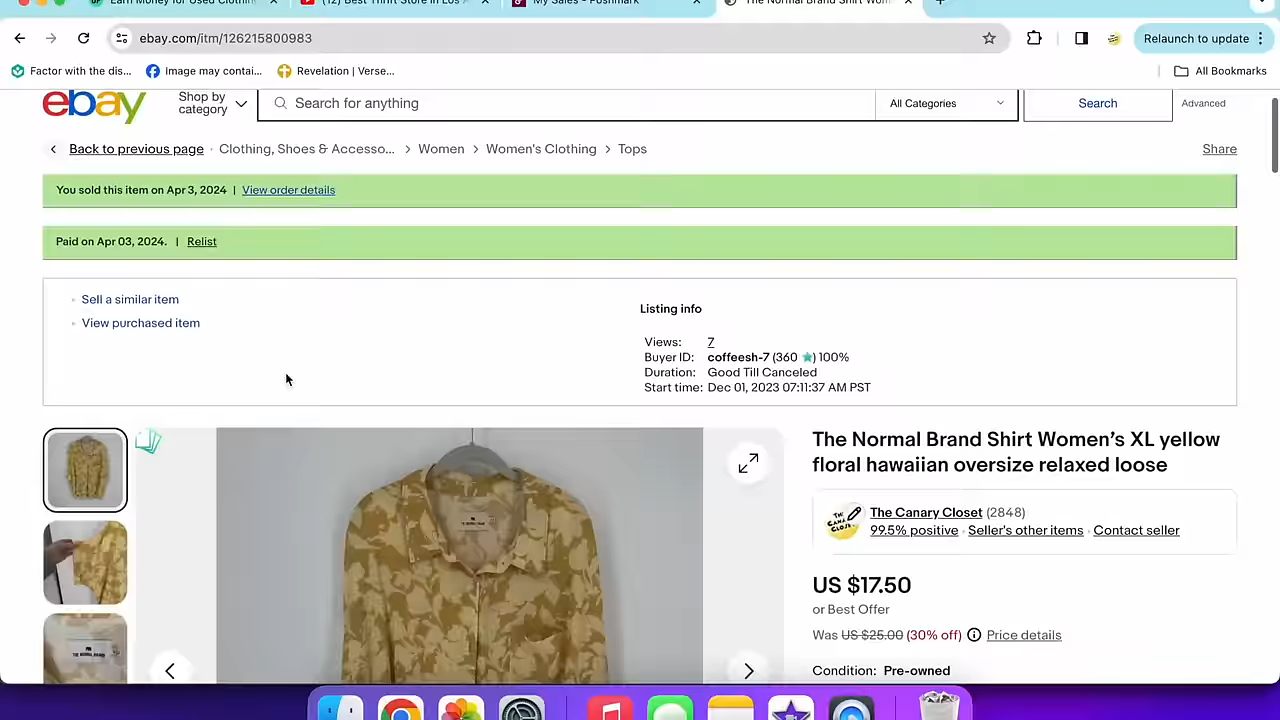 Earn Money for Used Clothin
(12) Best Thrift Store in Los A
My Sales - Poshmark
The Normal Brand Shirt Wom
ebay.com/itm/126215800983
Relaunch to update
Factor with the dis...
Image may contai...
Revelation | Verse...
All Bookmarks
ebay
Shop by category
Search for anything
All Categories
Search
Advanced
Back to previous page · Clothing, Shoes & Accesso... > Women > Women's Clothing > Tops
Share
You sold this item on Apr 3, 2024 | View order details
Paid on Apr 03, 2024. | Relist
Sell a similar item
View purchased item
Listing info
Views: 7
Buyer ID: coffeesh-7 (360 ★) 100%
Duration: Good Till Canceled
Start time: Dec 01, 2023 07:11:37 AM PST
The Normal Brand Shirt Women's XL yellow
floral hawaiian oversize relaxed loose
The Canary Closet (2848)
99.5% positive · Seller's other items · Contact seller
US $17.50
or Best Offer
Was US $25.00 (30% off) Price details
Condition: Pre-owned
THE NORMAL BRAND